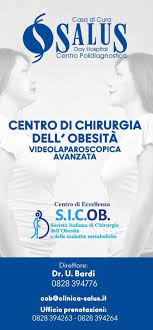 Casa di Cura
SALUS
Day Hospital
Centro Polidiagnostico
CENTRO DI CHIRURGIA
DELL' OBESITÀ
VIDEOLAPAROSCOPICA
AVANZATA
Centro di Eccellenza
S.I.C.OB.
Società Italiana di Chirurgia
dell'Obesità
e delle malattie metaboliche
Direttore:
Dr. U. Bardi
0828 394776
cob@clinica-salus.it
Ufficio prenotazioni:
0828 394263 - 0828 394264